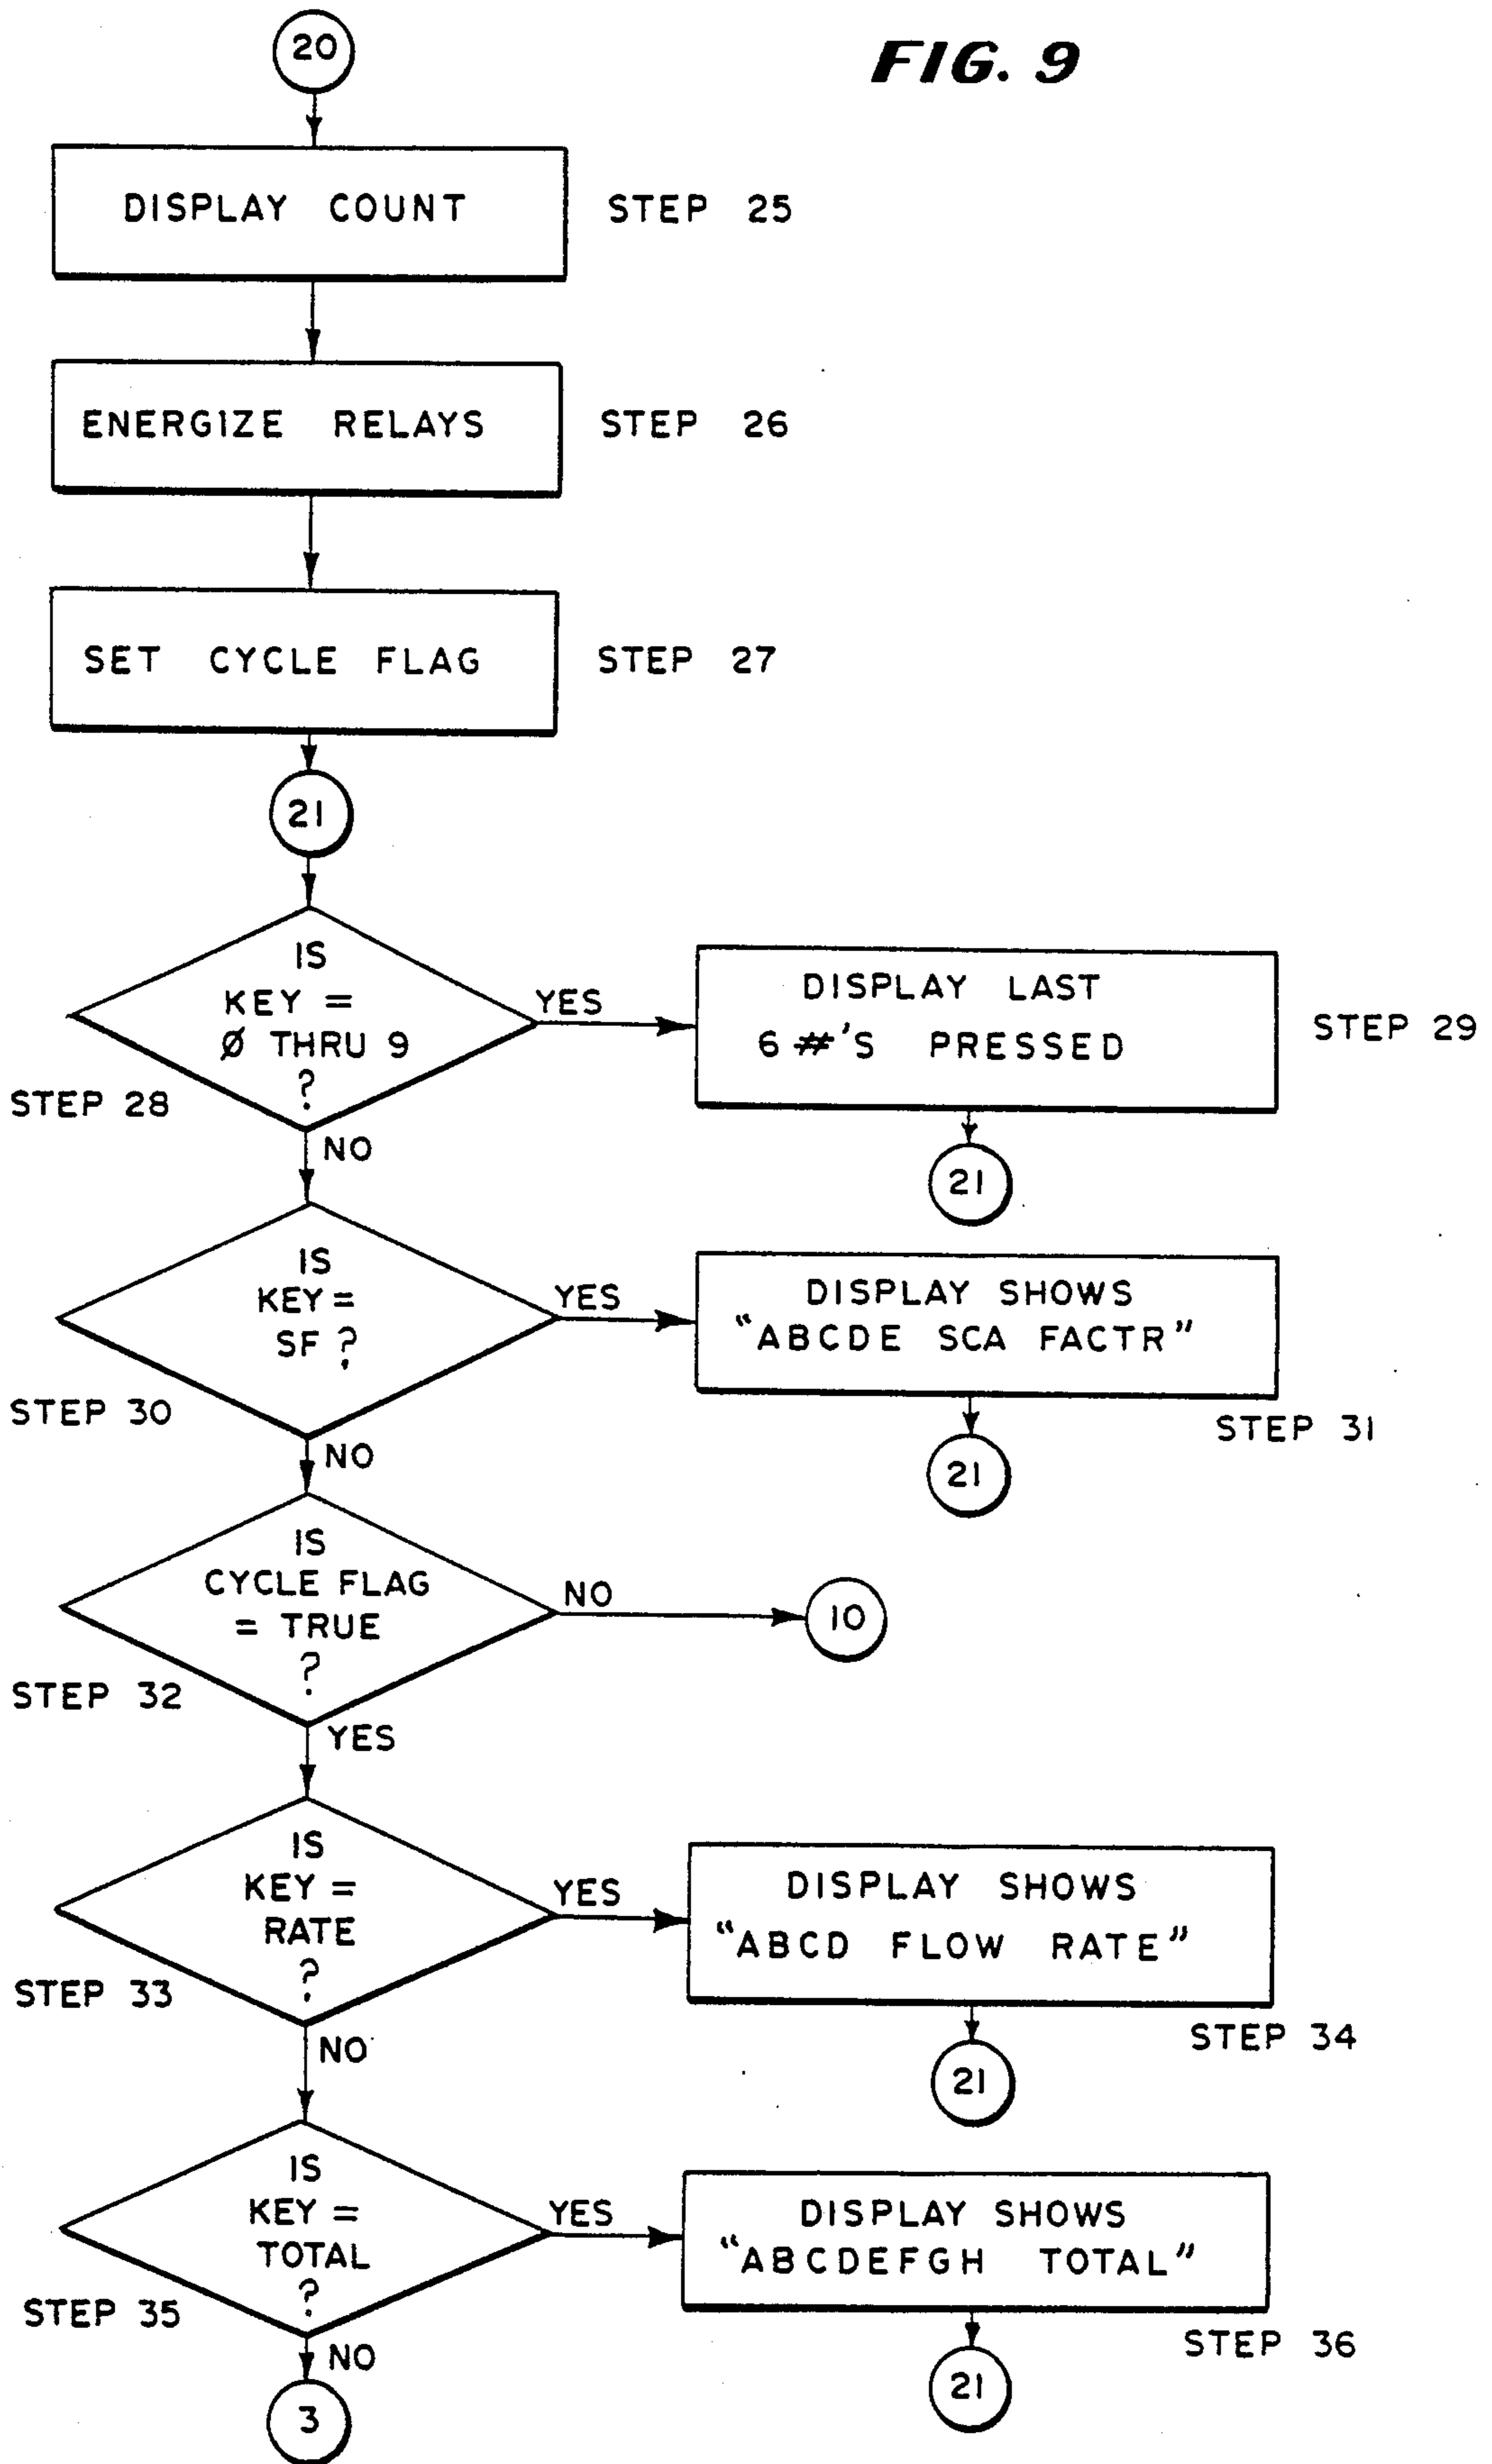 FIG. 9
20
DISPLAY COUNT
STEP 25
ENERGIZE RELAYS
STEP 26
SET CYCLE FLAG
STEP 27
21
IS
KEY =
Ø THRU 9
?
STEP 28
YES
DISPLAY LAST
6 #'S PRESSED
STEP 29
21
NO
IS
KEY =
SF ?
STEP 30
YES
DISPLAY SHOWS
"ABCDE SCA FACTR"
STEP 31
21
NO
IS
CYCLE FLAG
= TRUE
?
STEP 32
NO
10
YES
IS
KEY =
RATE
?
STEP 33
YES
DISPLAY SHOWS
"ABCD FLOW RATE"
STEP 34
21
NO
IS
KEY =
TOTAL
?
STEP 35
YES
DISPLAY SHOWS
"ABCDEFGH TOTAL"
STEP 36
21
NO
3